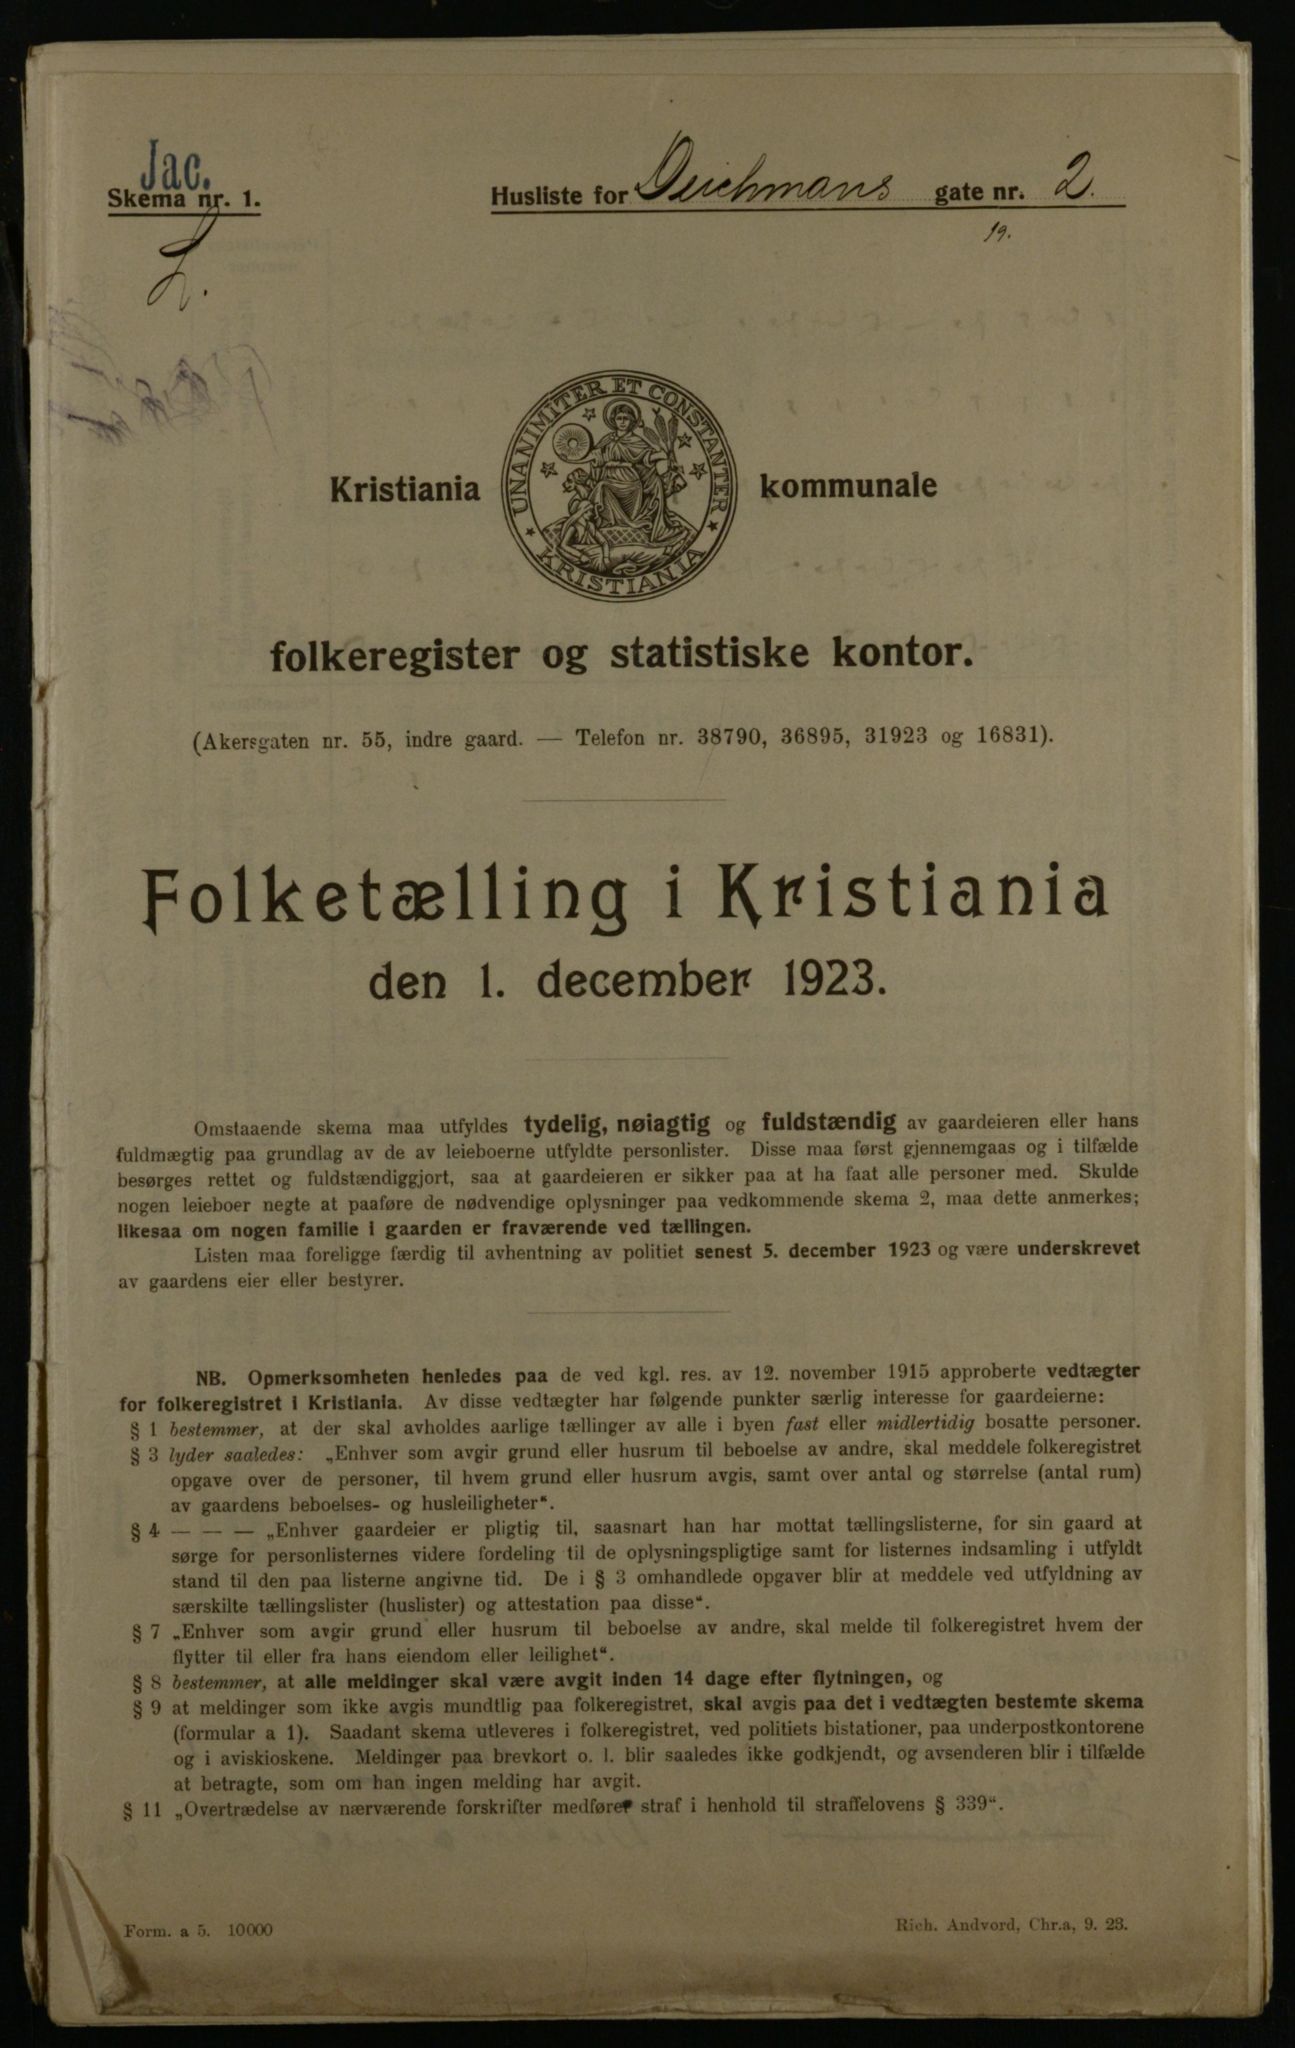 Jac.
Skema nr. 1.
Husliste for Deichmans gate nr. 2.
19.
L.
UNANIMITER ET CONSTANTER
KRISTIANIA
Kristiania kommunale
folkeregister og statistiske kontor.
(Akersgaten nr. 55, indre gaard. — Telefon nr. 38790, 36895, 31923 og 16831).
Folketælling i Kristiania
den 1. december 1923.
Omstaaende skema maa utfyldes tydelig, nøiagtig og fuldstændig av gaardeieren eller hans
fuldmægtig paa grundlag av de av leieboerne utfyldte personlister. Disse maa først gjennemgaas og i tilfælde
besørges rettet og fuldstændiggjort, saa at gaardeieren er sikker paa at ha faat alle personer med. Skulde
nogen leieboer negte at paaføre de nødvendige oplysninger paa vedkommende skema 2, maa dette anmerkes;
likesaa om nogen familie i gaarden er fraværende ved tællingen.
Listen maa foreligge færdig til avhentning av politiet senest 5. december 1923 og være underskrevet
av gaardens eier eller bestyrer.
NB. Opmerksomheten henledes paa de ved kgl. res. av 12. november 1915 approberte vedtægter
for folkeregistret i Kristiania. Av disse vedtægter har følgende punkter særlig interesse for gaardeierne:
§ 1 bestemmer, at der skal avholdes aarlige tællinger av alle i byen fast eller midlertidig bosatte personer.
§ 3 lyder saaledes: „Enhver som avgir grund eller husrum til beboelse av andre, skal meddele folkeregistret
opgave over de personer, til hvem grund eller husrum avgis, samt over antal og størrelse (antal rum)
av gaardens beboelses- og husleiligheter“.
§ 4 — — — „Enhver gaardeier er pligtig til, saasnart han har mottat tællingslisterne, for sin gaard at
sørge for personlisternes videre fordeling til de oplysningspligtige samt for listernes indsamling i utfyldt
stand til den paa listerne angivne tid. De i § 3 omhandlede opgaver blir at meddele ved utfyldning av
særskilte tællingslister (huslister) og attestation paa disse“.
§ 7 „Enhver som avgir grund eller husrum til beboelse av andre, skal melde til folkeregistret hvem der
flytter til eller fra hans eiendom eller leilighet“.
§ 8 bestemmer, at alle meldinger skal være avgit inden 14 dage efter flytningen, og
§ 9 at meldinger som ikke avgis mundtlig paa folkeregistret, skal avgis paa det i vedtægten bestemte skema
(formular a 1). Saadant skema utleveres i folkeregistret, ved politiets bistationer, paa underpostkontorene
og i aviskioskene. Meldinger paa brevkort o. l. blir saaledes ikke godkjendt, og avsenderen blir i tilfælde
at betragte, som om han ingen melding har avgit.
§ 11 „Overtrædelse av nærværende forskrifter medfører straf i henhold til straffelovens § 339“.
Form. a 5. 10000
Rich. Andvord, Chr.a, 9. 23.